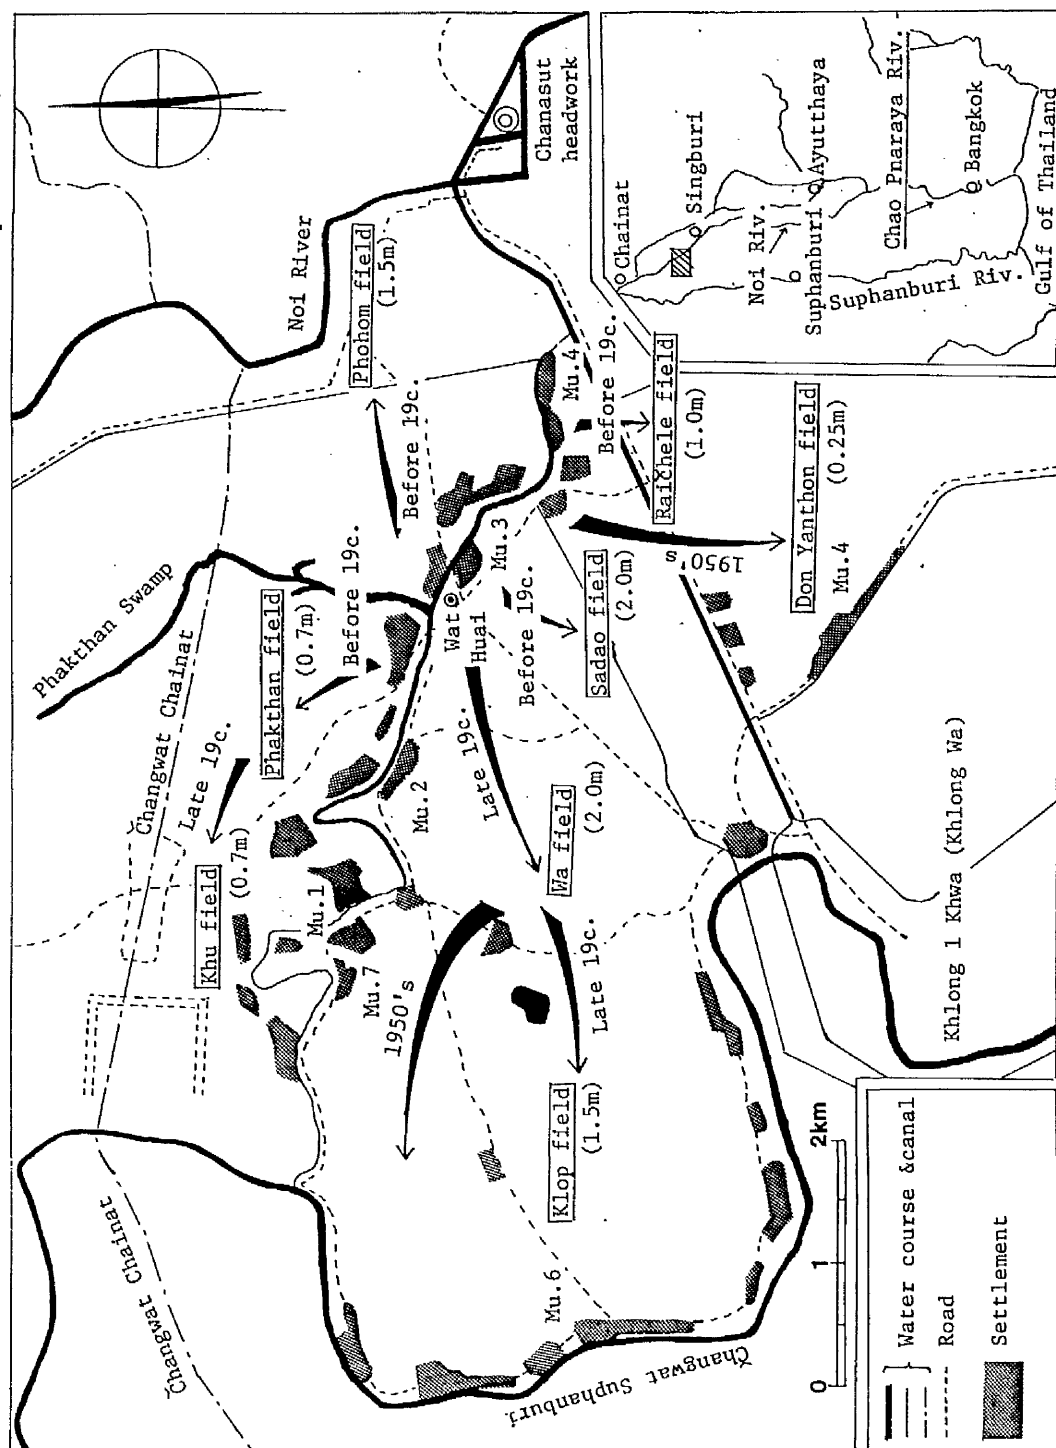 Phakthan Swamp
Changwat Chainat
Noi River
Chanasut
headwork
Phohom field
(1.5m)
Before 19c.
Phakthan field
(0.7m)
Before 19c.
Late 19c.
Khu field
(0.7m)
Mu.1
Mu.7
Mu.2
Mu.3
Mu.4
Wat
Huai
Before 19c.
Raichele field
(1.0m)
Before 19c.
Sadao field
(2.0m)
1950's
Don Yanthon field
(0.25m)
Mu.4
Late 19c.
Wa field
(2.0m)
Late 19c.
1950's
Klop field
(1.5m)
Mu.6
Čhangwat Chainat
Čhangwat Suphanburi
Khlong 1 Khwa (Khlong Wa)
0 1 2km
Water course &canal
Road
Settlement
Chainat
Singburi
Noi Riv.
Suphanburi
Ayutthaya
Suphanburi Riv.
Chao Pnaraya Riv.
Bangkok
Gulf of Thailand